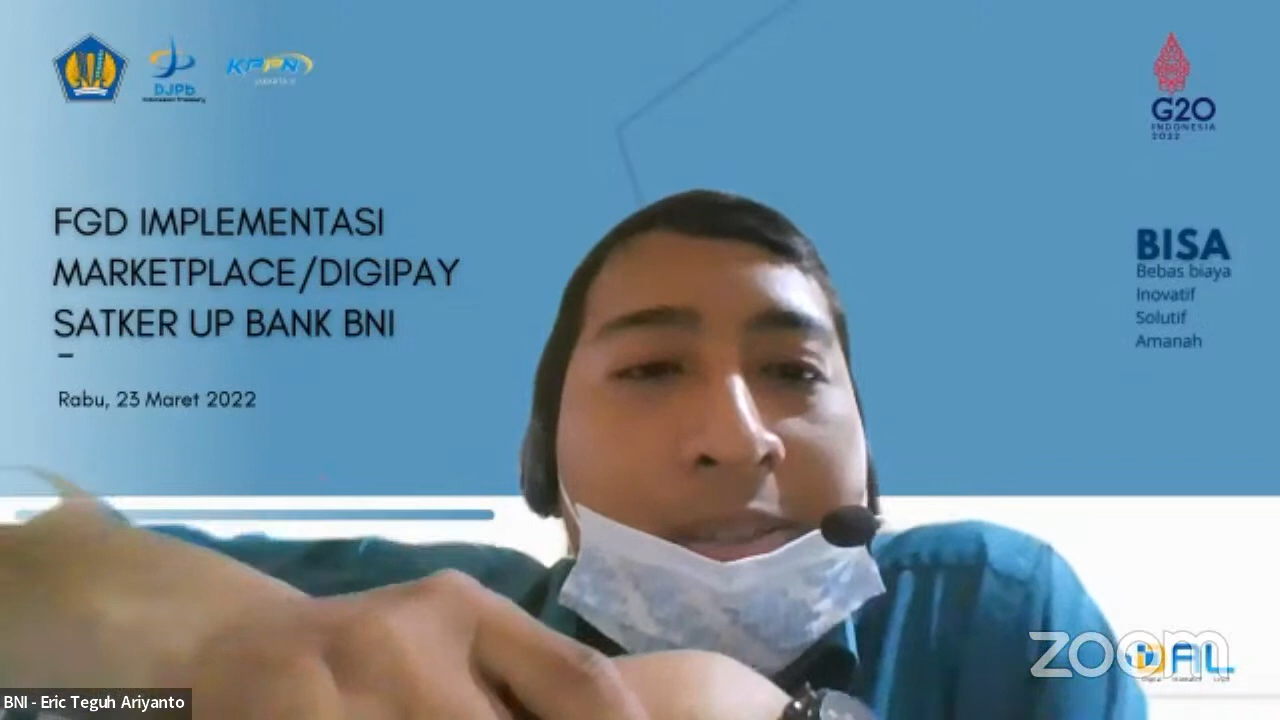 DJPb
KPPN
G20
INDONESIA
2022
FGD IMPLEMENTASI
MARKETPLACE/DIGIPAY
SATKER UP BANK BNI
Rabu, 23 Maret 2022
BISA
Bebas biaya
Inovatif
Solutif
Amanah
zoom
BNI - Eric Teguh Ariyanto